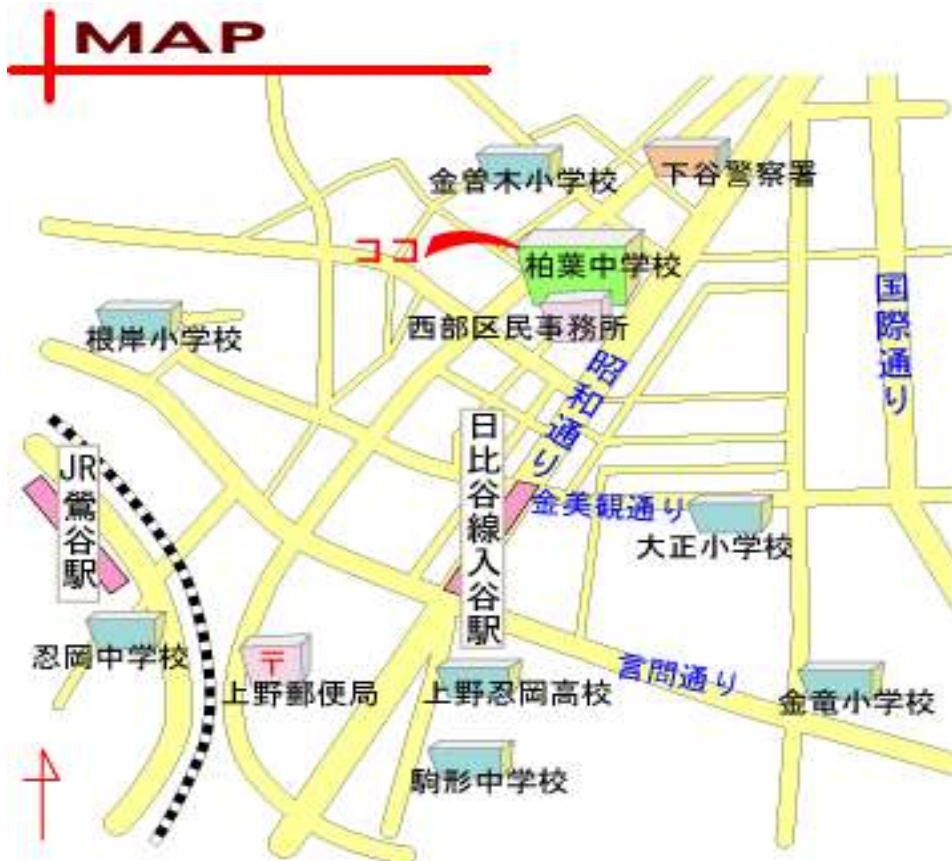 MAP
金曽木小学校
下谷警察署
ココ
柏葉中学校
西部区民事務所
国際通り
根岸小学校
昭和通り
日比谷線入谷駅
JR鶯谷駅
金美観通り
大正小学校
忍岡中学校
〒
上野郵便局
上野忍岡高校
言問通り
金竜小学校
駒形中学校